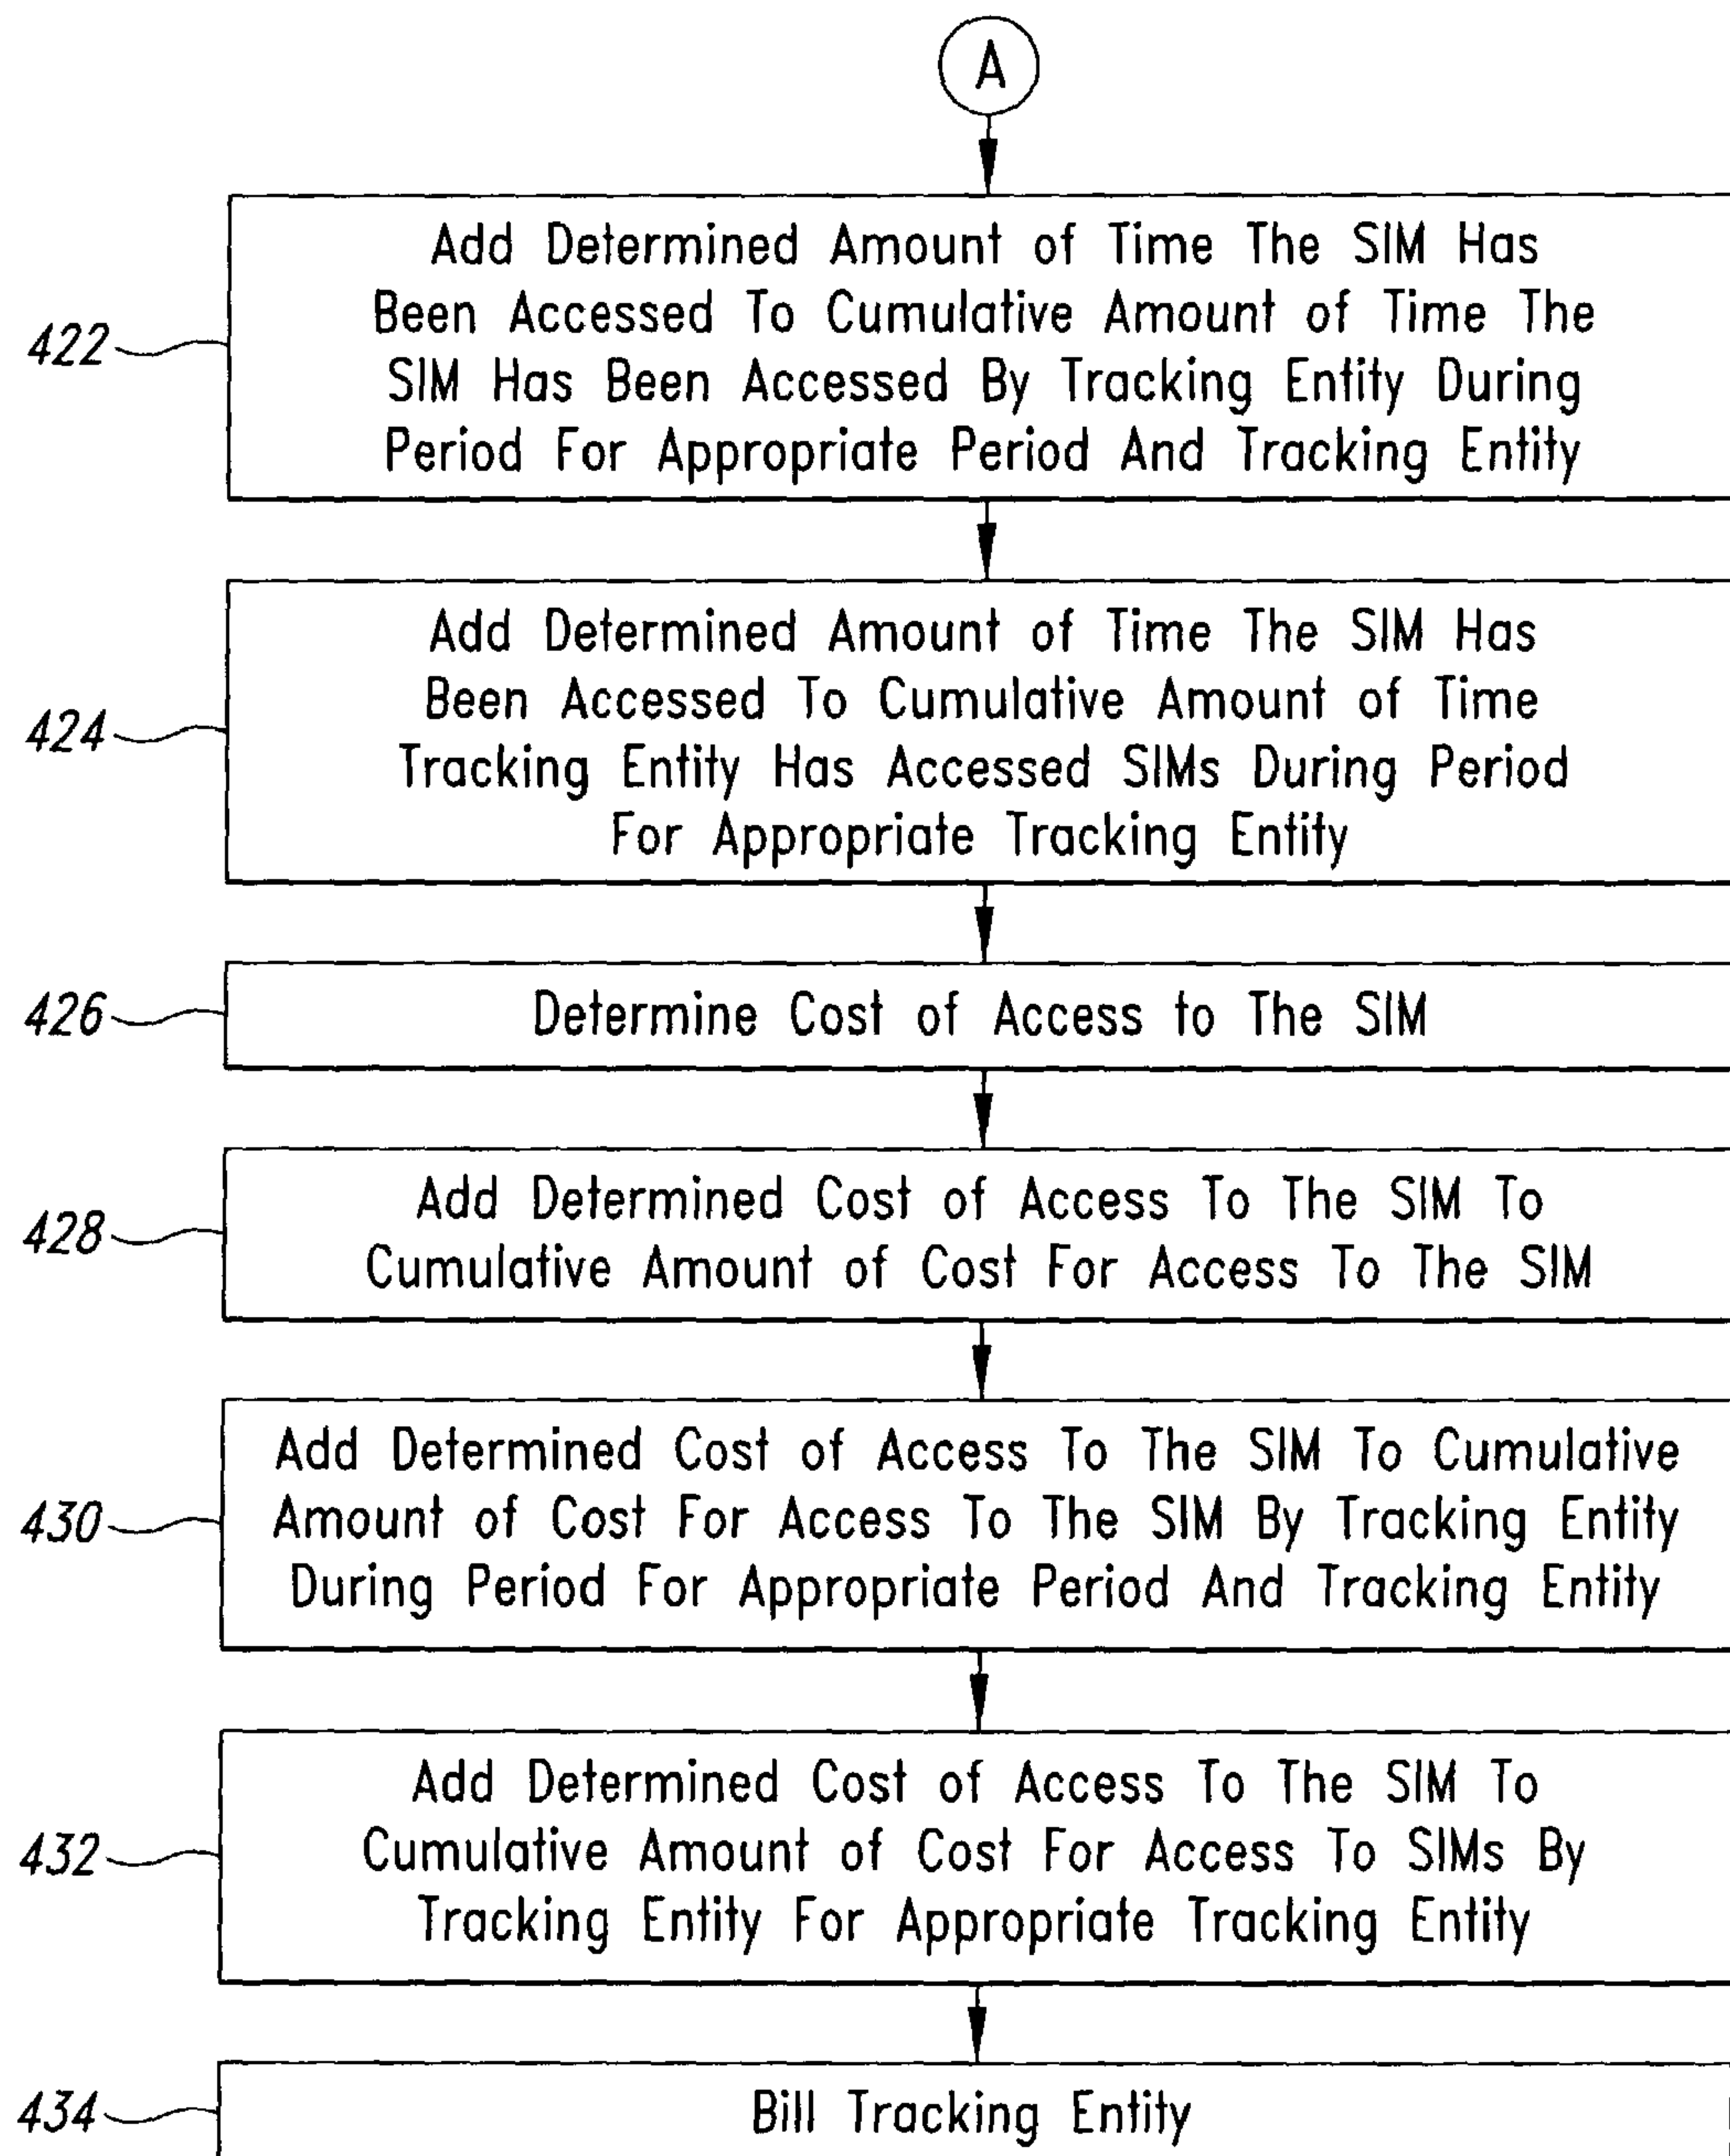 A
422
Add Determined Amount of Time The SIM Has
Been Accessed To Cumulative Amount of Time The
SIM Has Been Accessed By Tracking Entity During
Period For Appropriate Period And Tracking Entity
424
Add Determined Amount of Time The SIM Has
Been Accessed To Cumulative Amount of Time
Tracking Entity Has Accessed SIMs During Period
For Appropriate Tracking Entity
426
Determine Cost of Access to The SIM
428
Add Determined Cost of Access To The SIM To
Cumulative Amount of Cost For Access To The SIM
430
Add Determined Cost of Access To The SIM To Cumulative
Amount of Cost For Access To The SIM By Tracking Entity
During Period For Appropriate Period And Tracking Entity
432
Add Determined Cost of Access To The SIM To
Cumulative Amount of Cost For Access To SIMs By
Tracking Entity For Appropriate Tracking Entity
434
Bill Tracking Entity